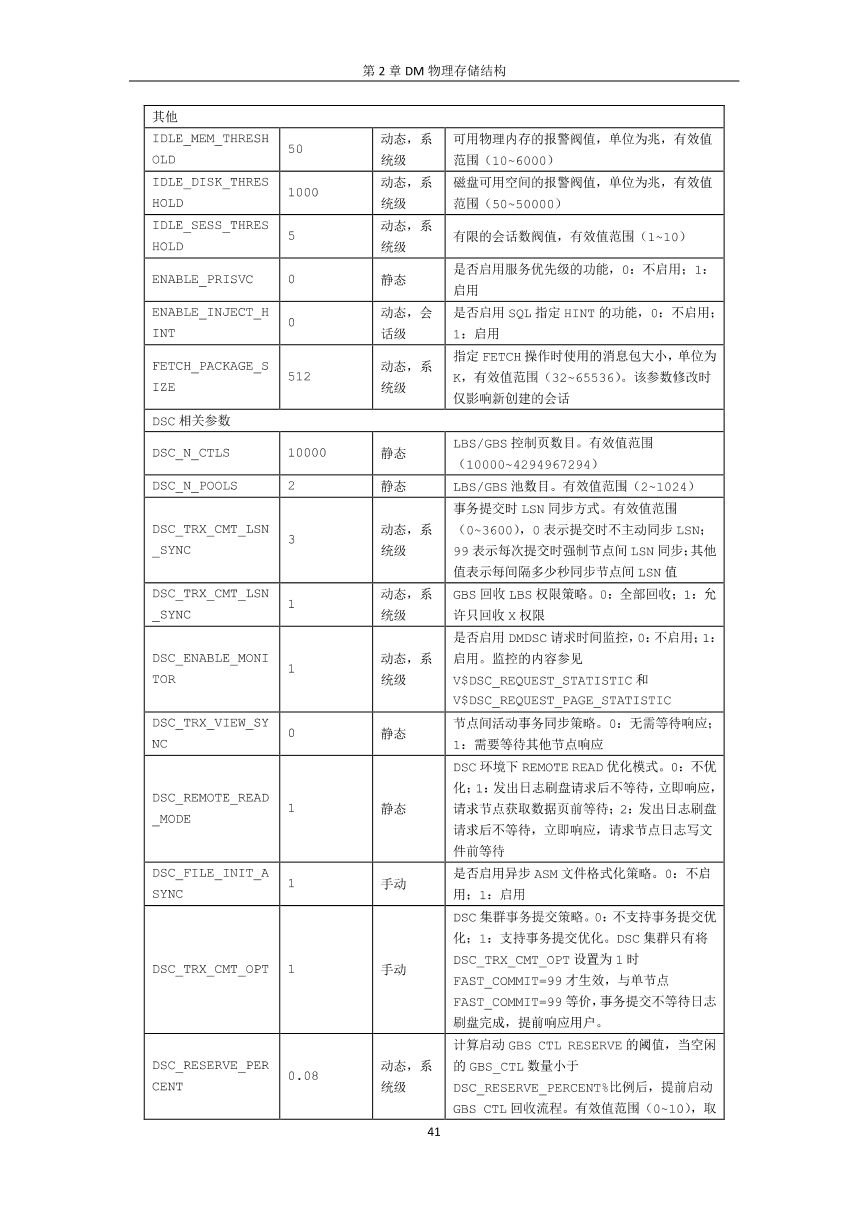 第 2 章 DM 物理存储结构
其他
IDLE_MEM_THRESH
OLD
50
动态，系
统级
可用物理内存的报警阀值，单位为兆，有效值
范围（10~6000）
IDLE_DISK_THRES
HOLD
1000
动态，系
统级
磁盘可用空间的报警阀值，单位为兆，有效值
范围（50~50000）
IDLE_SESS_THRES
HOLD
5
动态，系
统级
有限的会话数阀值，有效值范围（1~10）
ENABLE_PRISVC
0
静态
是否启用服务优先级的功能，0：不启用；1：
启用
ENABLE_INJECT_H
INT
0
动态，会
话级
是否启用 SQL 指定 HINT 的功能，0：不启用；
1：启用
FETCH_PACKAGE_S
IZE
512
动态，系
统级
指定 FETCH 操作时使用的消息包大小，单位为
K，有效值范围（32~65536）。该参数修改时
仅影响新创建的会话
DSC 相关参数
DSC_N_CTLS
10000
静态
LBS/GBS 控制页数目。有效值范围
（10000~4294967294）
DSC_N_POOLS
2
静态
LBS/GBS 池数目。有效值范围（2~1024）
DSC_TRX_CMT_LSN
_SYNC
3
动态，系
统级
事务提交时 LSN 同步方式。有效值范围
（0~3600），0 表示提交时不主动同步 LSN；
99 表示每次提交时强制节点间 LSN 同步；其他
值表示每间隔多少秒同步节点间 LSN 值
DSC_TRX_CMT_LSN
_SYNC
1
动态，系
统级
GBS 回收 LBS 权限策略。0：全部回收；1：允
许只回收 X 权限
DSC_ENABLE_MONI
TOR
1
动态，系
统级
是否启用 DMDSC 请求时间监控，0：不启用；1：
启用。监控的内容参见
V$DSC_REQUEST_STATISTIC 和
V$DSC_REQUEST_PAGE_STATISTIC
DSC_TRX_VIEW_SY
NC
0
静态
节点间活动事务同步策略。0：无需等待响应；
1：需要等待其他节点响应
DSC_REMOTE_READ
_MODE
1
静态
DSC 环境下 REMOTE READ 优化模式。0：不优
化；1：发出日志刷盘请求后不等待，立即响应，
请求节点获取数据页前等待；2：发出日志刷盘
请求后不等待，立即响应，请求节点日志写文
件前等待
DSC_FILE_INIT_A
SYNC
1
手动
是否启用异步 ASM 文件格式化策略。0：不启
用；1：启用
DSC_TRX_CMT_OPT
1
手动
DSC 集群事务提交策略。0：不支持事务提交优
化；1：支持事务提交优化。DSC 集群只有将
DSC_TRX_CMT_OPT 设置为 1 时
FAST_COMMIT=99 才生效，与单节点
FAST_COMMIT=99 等价，事务提交不等待日志
刷盘完成，提前响应用户。
DSC_RESERVE_PER
CENT
0.08
动态，系
统级
计算启动 GBS CTL RESERVE 的阈值，当空闲
的 GBS_CTL 数量小于
DSC_RESERVE_PERCENT%比例后，提前启动
GBS CTL 回收流程。有效值范围（0~10），取
41